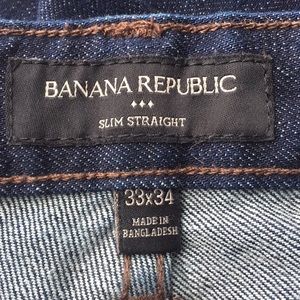 BANANA REPUBLIC
♦♦♦
SLIM STRAIGHT
33x34
MADE IN
BANGLADESH